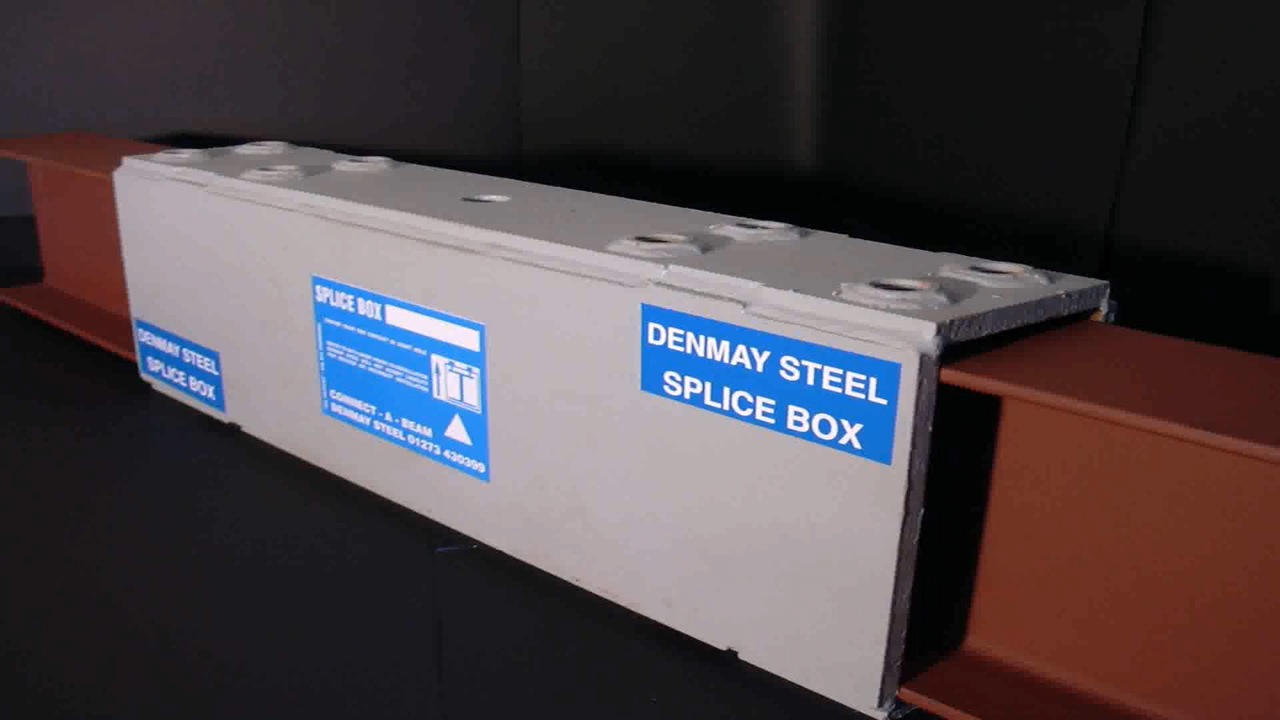 DENMAY STEEL
SPLICE BOX
SPLICE BOX
CONNECT - A - BEAM
DENMAY STEEL 01273 430399
DENMAY STEEL
SPLICE BOX